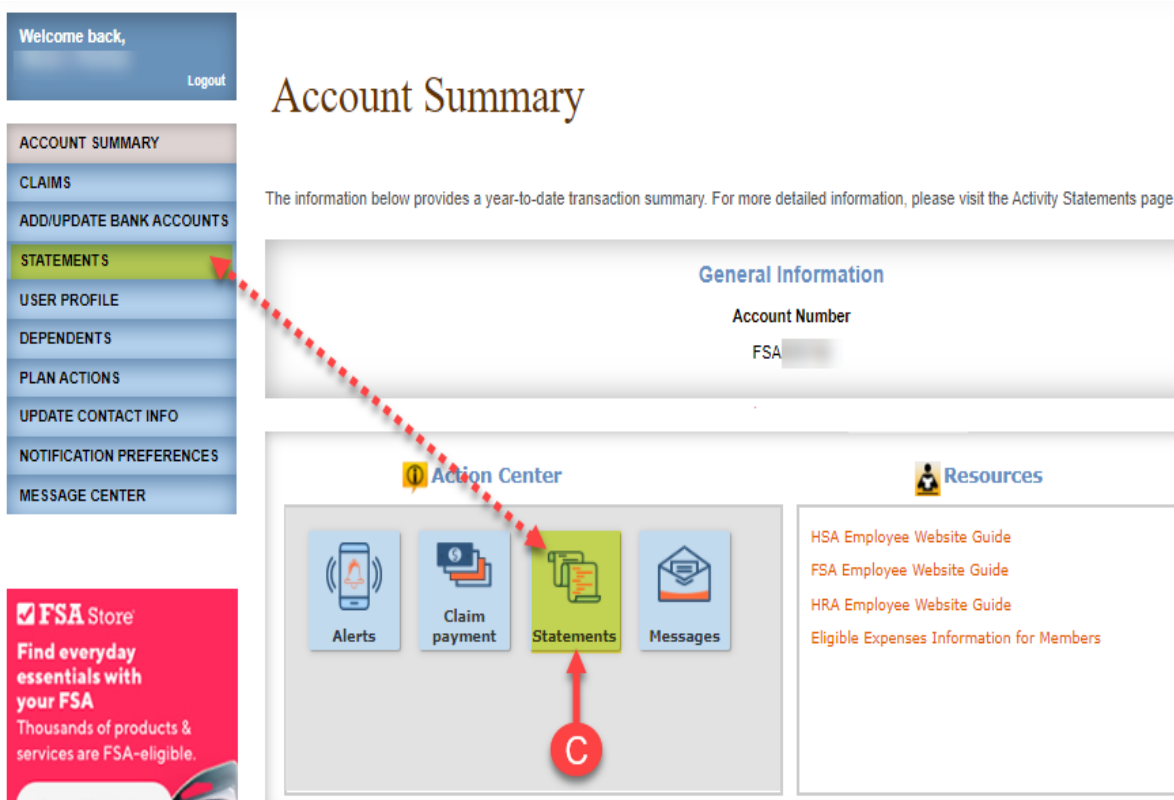 Welcome back,
Logout
ACCOUNT SUMMARY
CLAIMS
ADD/UPDATE BANK ACCOUNTS
STATEMENTS
USER PROFILE
DEPENDENTS
PLAN ACTIONS
UPDATE CONTACT INFO
NOTIFICATION PREFERENCES
MESSAGE CENTER
FSA Store
Find everyday
essentials with
your FSA
Thousands of products &
services are FSA-eligible.
Account Summary
The information below provides a year-to-date transaction summary. For more detailed information, please visit the Activity Statements page
General Information
Account Number
FSA
Action Center
Alerts
Claim
payment
Statements
Messages
C
Resources
HSA Employee Website Guide
FSA Employee Website Guide
HRA Employee Website Guide
Eligible Expenses Information for Members